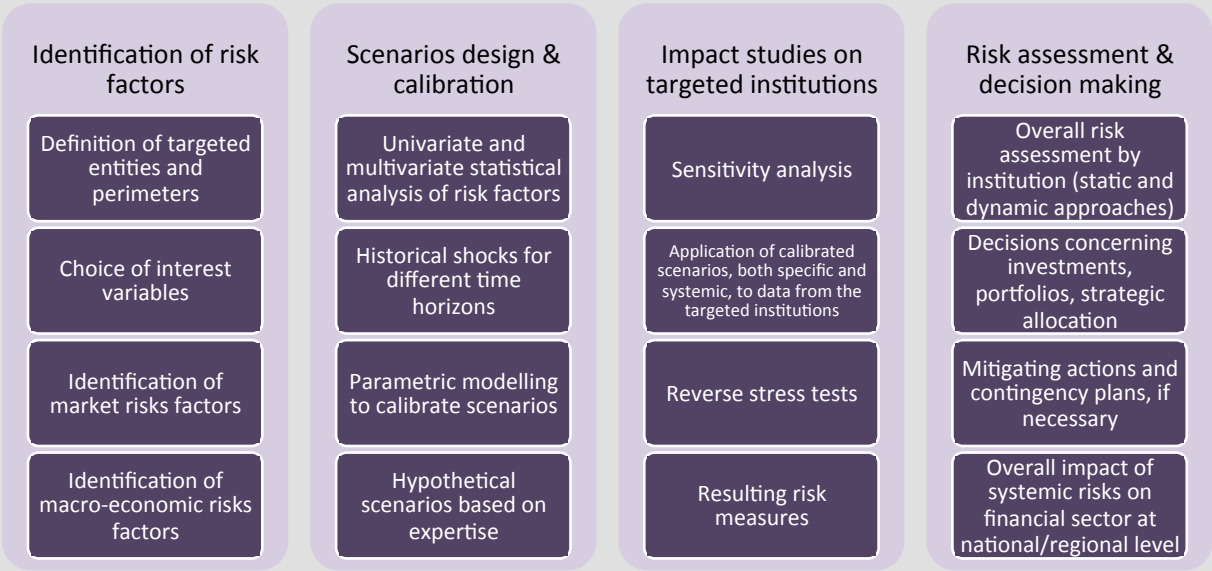 Identification of risk
factors
Definition of targeted
entities and
perimeters
Choice of interest
variables
Identification of
market risks factors
Identification of
macro-economic risks
factors
Scenarios design &
calibration
Univariate and
multivariate statistical
analysis of risk factors
Historical shocks for
different time
horizons
Parametric modelling
to calibrate scenarios
Hypothetical
scenarios based on
expertise
Impact studies on
targeted institutions
Sensitivity analysis
Application of calibrated
scenarios, both specific and
systemic, to data from the
targeted institutions
Reverse stress tests
Resulting risk
measures
Risk assessment &
decision making
Overall risk
assessment by
institution (static and
dynamic approaches)
Decisions concerning
investments,
portfolios, strategic
allocation
Mitigating actions and
contingency plans, if
necessary
Overall impact of
systemic risks on
financial sector at
national/regional level